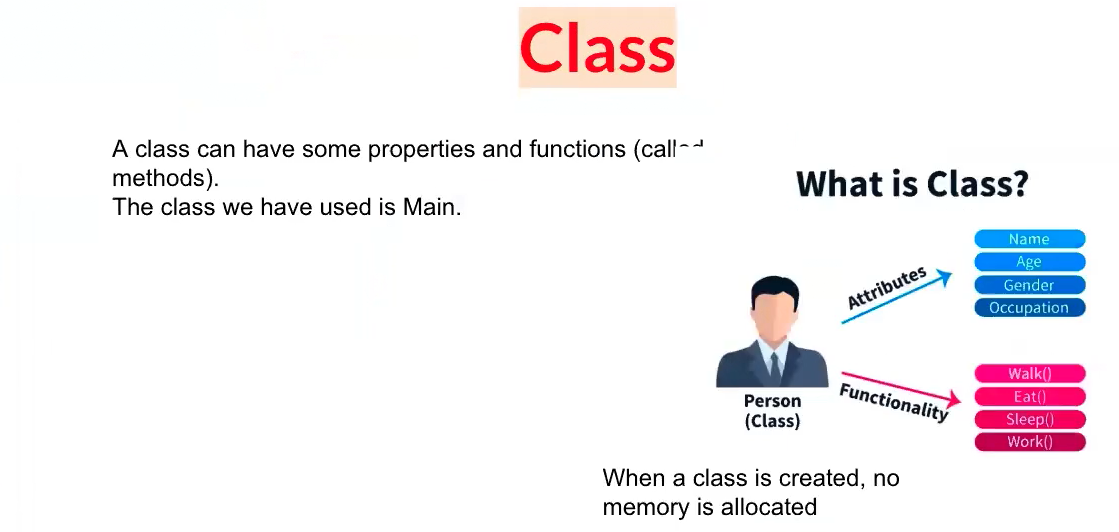 Class
A class can have some properties and functions (called
methods).
The class we have used is Main.
What is Class?
Name
Age
Gender
Occupation
Attributes
Person
(Class)
Functionality
Walk()
Eat()
Sleep()
Work()
When a class is created, no
memory is allocated